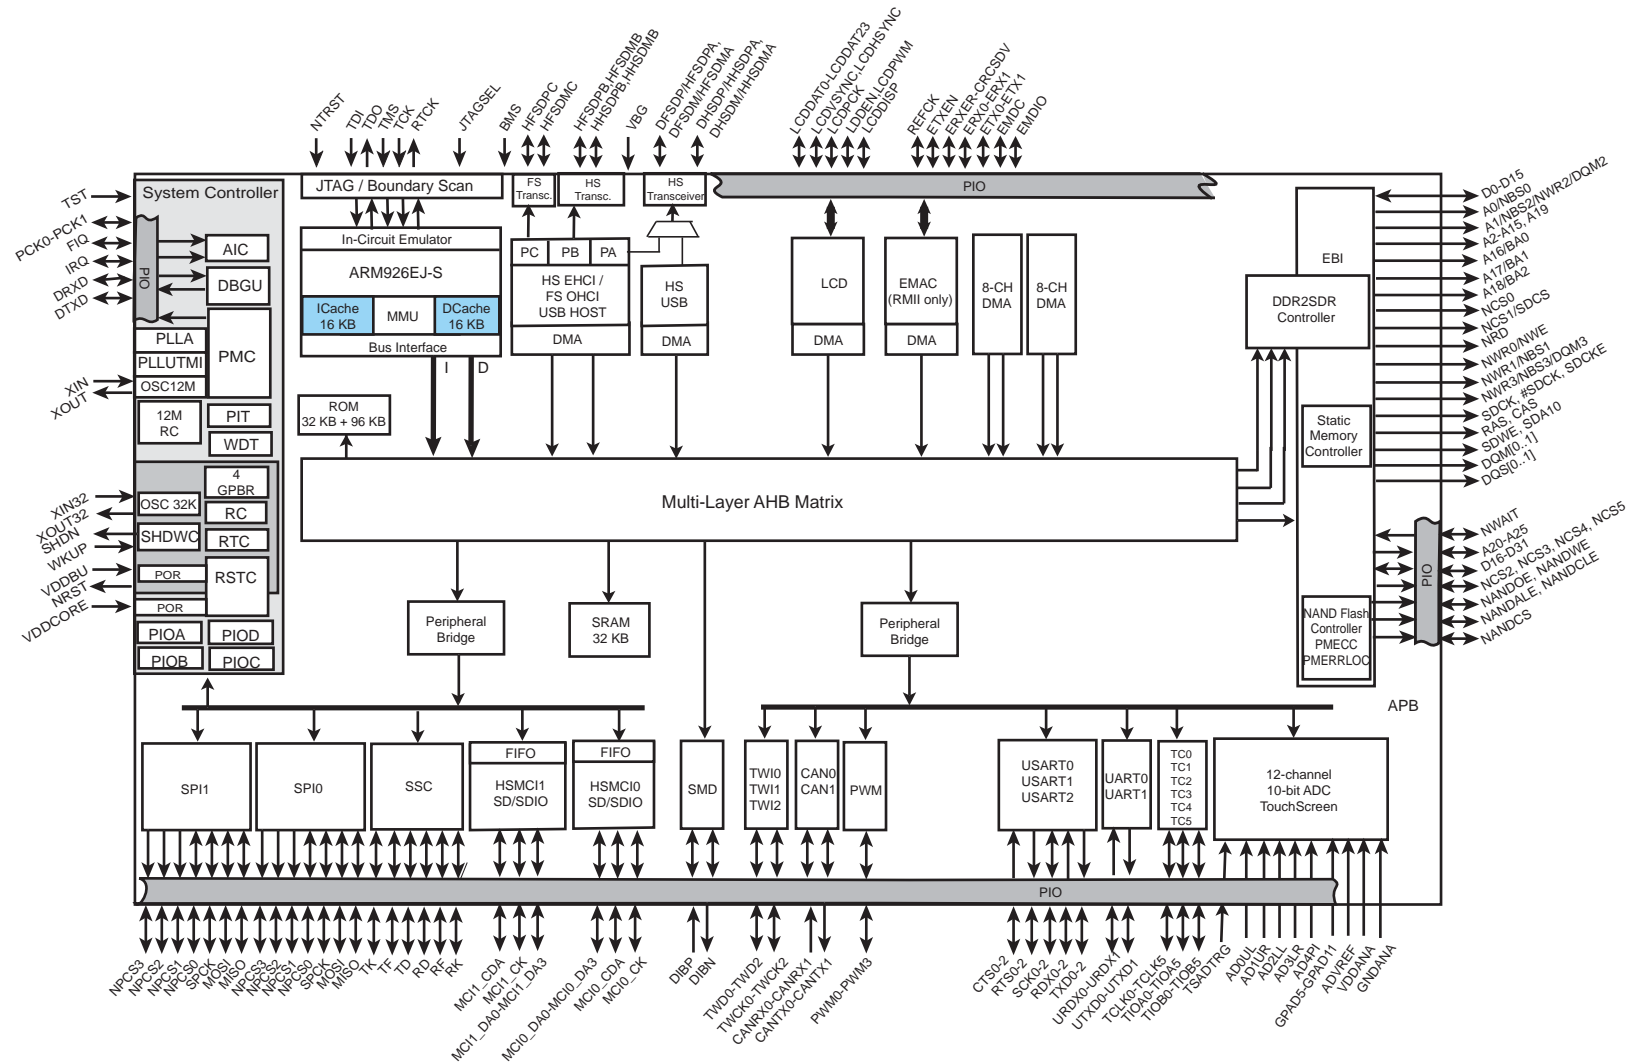 NTRST
TDI
TDO
TMS
TCK
RTCK
JTAGSEL
BMS
HFSDPC
HFSDMC
HFSDPB,HFSDMB
HHSDPB,HHSDMB
VBG
DFSDP/HFSDPA,
DFSDM/HFSDMA
DHSDP/HHSDPA,
DHSDM/HHSDMA
LCDDAT0-LCDDAT23
LCDVSYNC,LCDHSYNC
LCDPCK
LDDEN,LCDPWM
LCDDISP
REFCK
ETXEN
ERXER-CRCSDV
ERX0-ERX1
ETX0-ETX1
EMDC
EMDIO
TST
PCK0-PCK1
FIQ
IRQ
DRXD
DTXD
XIN
XOUT
XIN32
XOUT32
SHDN
WKUP
VDDBU
NRST
VDDCORE
System Controller
PIO
AIC
DBGU
PLLA
PLLUTMI
OSC12M
PMC
12M
RC
PIT
WDT
4
GPBR
OSC 32K
RC
SHDWC
RTC
POR
RSTC
POR
PIOA
PIOD
PIOB
PIOC
JTAG / Boundary Scan
In-Circuit Emulator
ARM926EJ-S
ICache
16 KB
MMU
DCache
16 KB
Bus Interface
I
D
ROM
32 KB + 96 KB
FS
Transc.
HS
Transc.
HS
Transceiver
PC
PB
PA
HS EHCI /
FS OHCI
USB HOST
DMA
HS
USB
DMA
PIO
LCD
DMA
EMAC
(RMII only)
DMA
8-CH
DMA
8-CH
DMA
EBI
DDR2SDR
Controller
Static
Memory
Controller
NAND Flash
Controller
PMECC
PMERRLOC
D0-D15
A0/NBS0
A1/NBS2/NWR2/DQM2
A2-A15, A19
A16/BA0
A17/BA1
A18/BA2
NCS0
NCS1/SDCS
NRD
NWR0/NWE
NWR1/NBS1
NWR3/NBS3/DQM3
SDCK, #SDCK, SDCKE
RAS, CAS
SDWE, SDA10
DQM[0..1]
DQS[0..1]
PIO
NWAIT
A20-A25
D16-D31
NCS2, NCS3, NCS4, NCS5
NANDOE, NANDWE
NANDALE, NANDCLE
NANDCS
Multi-Layer AHB Matrix
Peripheral
Bridge
SRAM
32 KB
Peripheral
Bridge
APB
SPI1
SPI0
SSC
FIFO
HSMCI1
SD/SDIO
FIFO
HSMCI0
SD/SDIO
SMD
TWI0
TWI1
TWI2
CAN0
CAN1
PWM
USART0
USART1
USART2
UART0
UART1
TC0
TC1
TC2
TC3
TC4
TC5
12-channel
10-bit ADC
TouchScreen
PIO
NPCS3
NPCS2
NPCS1
NPCS0
SPCK
MOSI
MISO
NPCS3
NPCS2
NPCS1
NPCS0
SPCK
MOSI
MISO
TK
TF
TD
RD
RF
RK
MCI1_CDA
MCI1_CK
MCI1_DA0-MCI1_DA3
MCI0_DA0-MCI0_DA3
MCI0_CDA
MCI0_CK
DIBP
DIBN
TWD0-TWD2
TWCK0-TWCK2
CANRX0-CANRX1
CANTX0-CANTX1
PWM0-PWM3
CTS0-2
RTS0-2
SCK0-2
RDX0-2
TXD0-2
URDX0-URDX1
UTXD0-UTXD1
TCLK0-TCLK5
TIOA0-TIOA5
TIOB0-TIOB5
TSADTRG
AD0UL
AD1UR
AD2LL
AD3LR
AD4PI
GPAD5-GPAD11
ADVREF
VDDANA
GNDANA